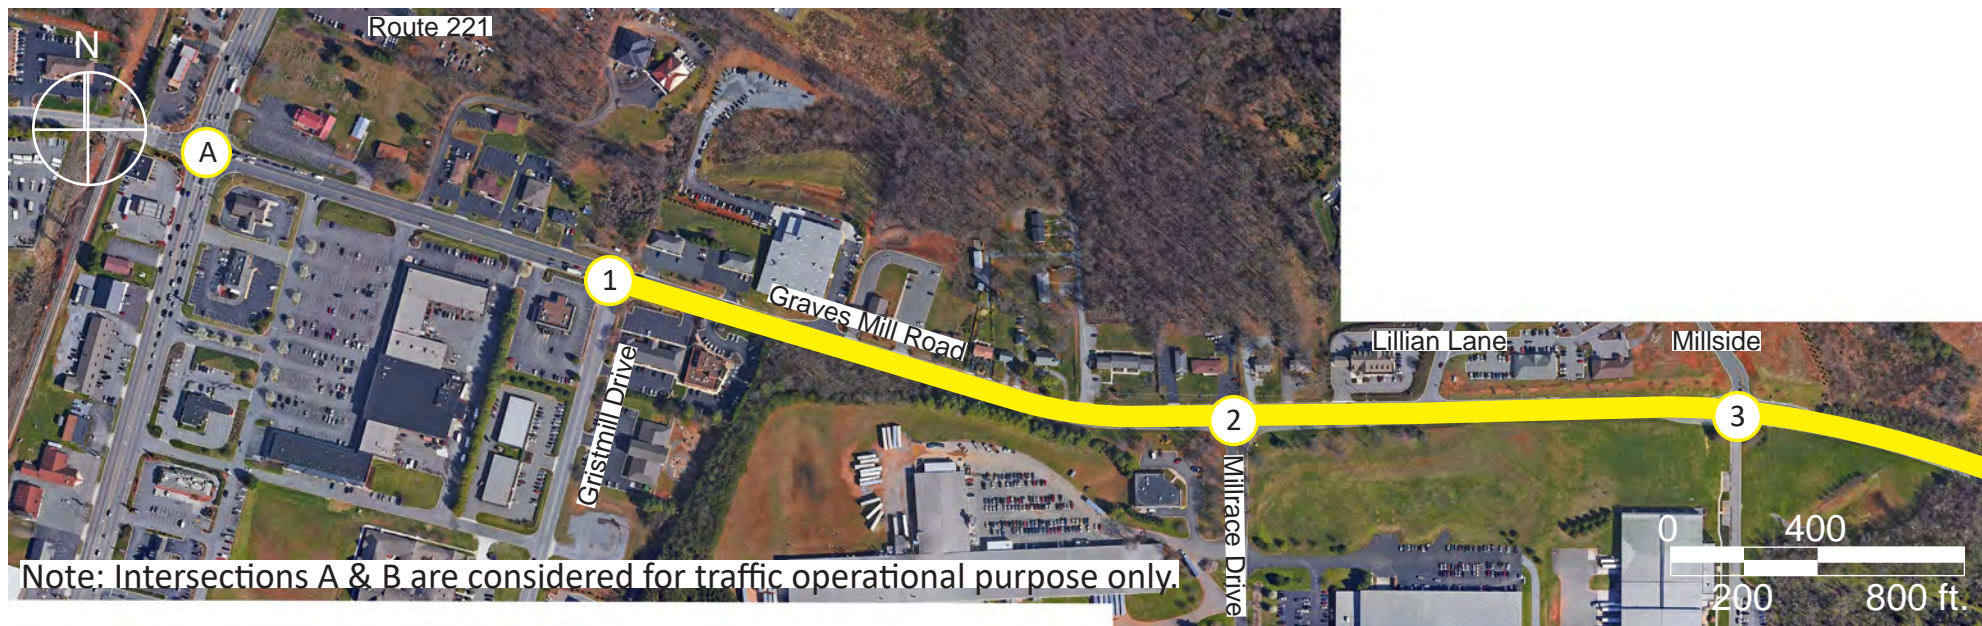 Route 221
N
A
1
Graves Mill Road
Gristmill Drive
2
Millrace Drive
Lillian Lane
Millside
3
0 400
200 800 ft.
Note: Intersections A & B are considered for traffic operational purpose only.